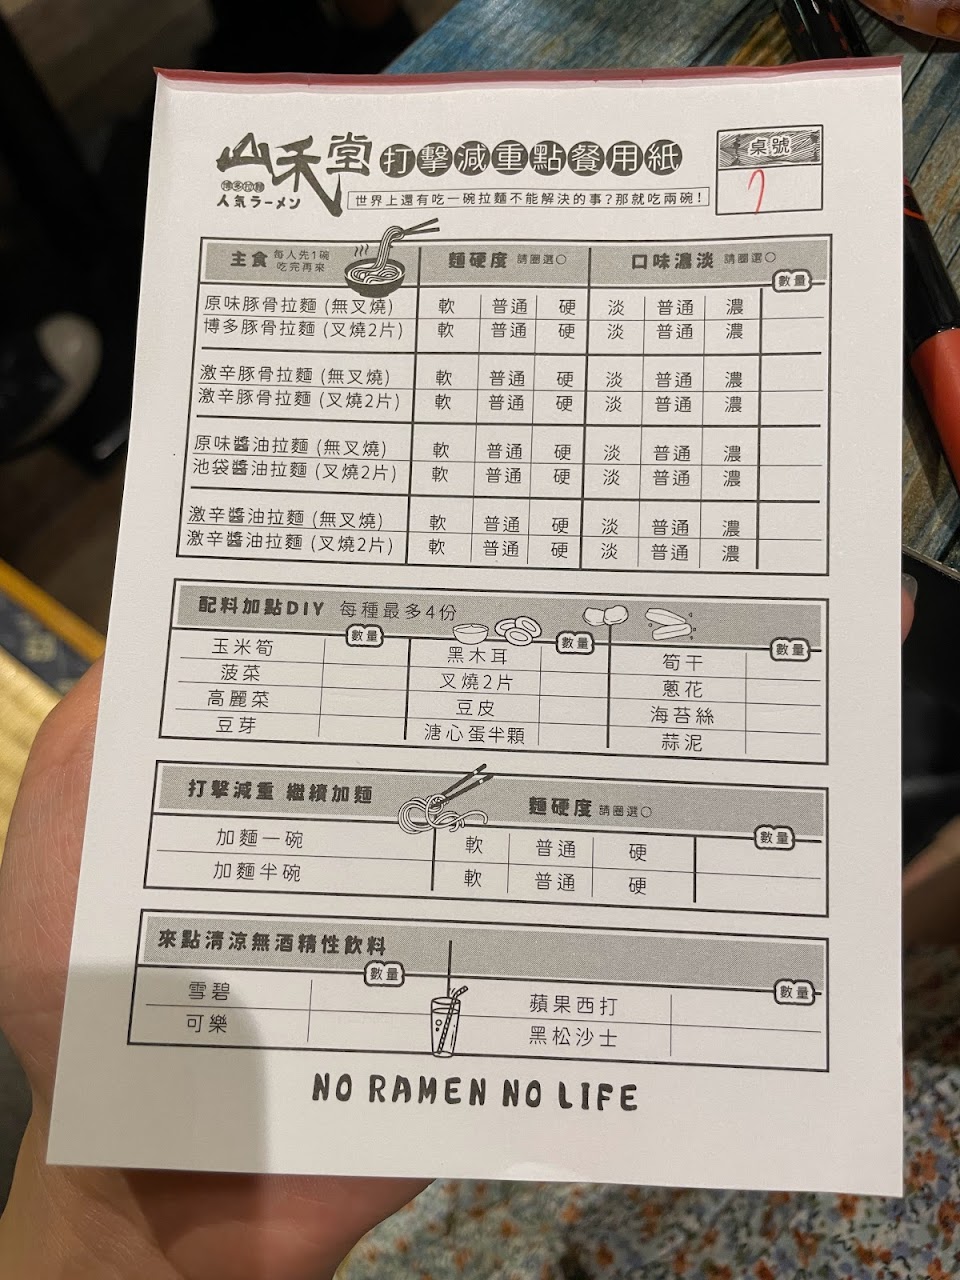 山禾堂 打擊減重點餐用紙
博多拉麵
人気ラーメン
世界上還有吃一碗拉麵不能解決的事?那就吃兩碗!
桌號
7
主食 每人先1碗 吃完再來 麵硬度 請圈選○ 口味濃淡 請圈選○
數量
原味豚骨拉麵 (無叉燒) 軟 普通 硬 淡 普通 濃
博多豚骨拉麵 (叉燒2片) 軟 普通 硬 淡 普通 濃
激辛豚骨拉麵 (無叉燒) 軟 普通 硬 淡 普通 濃
激辛豚骨拉麵 (叉燒2片) 軟 普通 硬 淡 普通 濃
原味醬油拉麵 (無叉燒) 軟 普通 硬 淡 普通 濃
池袋醬油拉麵 (叉燒2片) 軟 普通 硬 淡 普通 濃
激辛醬油拉麵 (無叉燒) 軟 普通 硬 淡 普通 濃
激辛醬油拉麵 (叉燒2片) 軟 普通 硬 淡 普通 濃
配料加點DIY 每種最多4份
數量 數量 數量
玉米筍 黑木耳 筍干
菠菜 叉燒2片 蔥花
高麗菜 豆皮 海苔絲
豆芽 溏心蛋半顆 蒜泥
打擊減重 繼續加麵 麵硬度 請圈選○
數量
加麵一碗 軟 普通 硬
加麵半碗 軟 普通 硬
來點清涼無酒精性飲料
數量 數量
雪碧 蘋果西打
可樂 黑松沙士
NO RAMEN NO LIFE